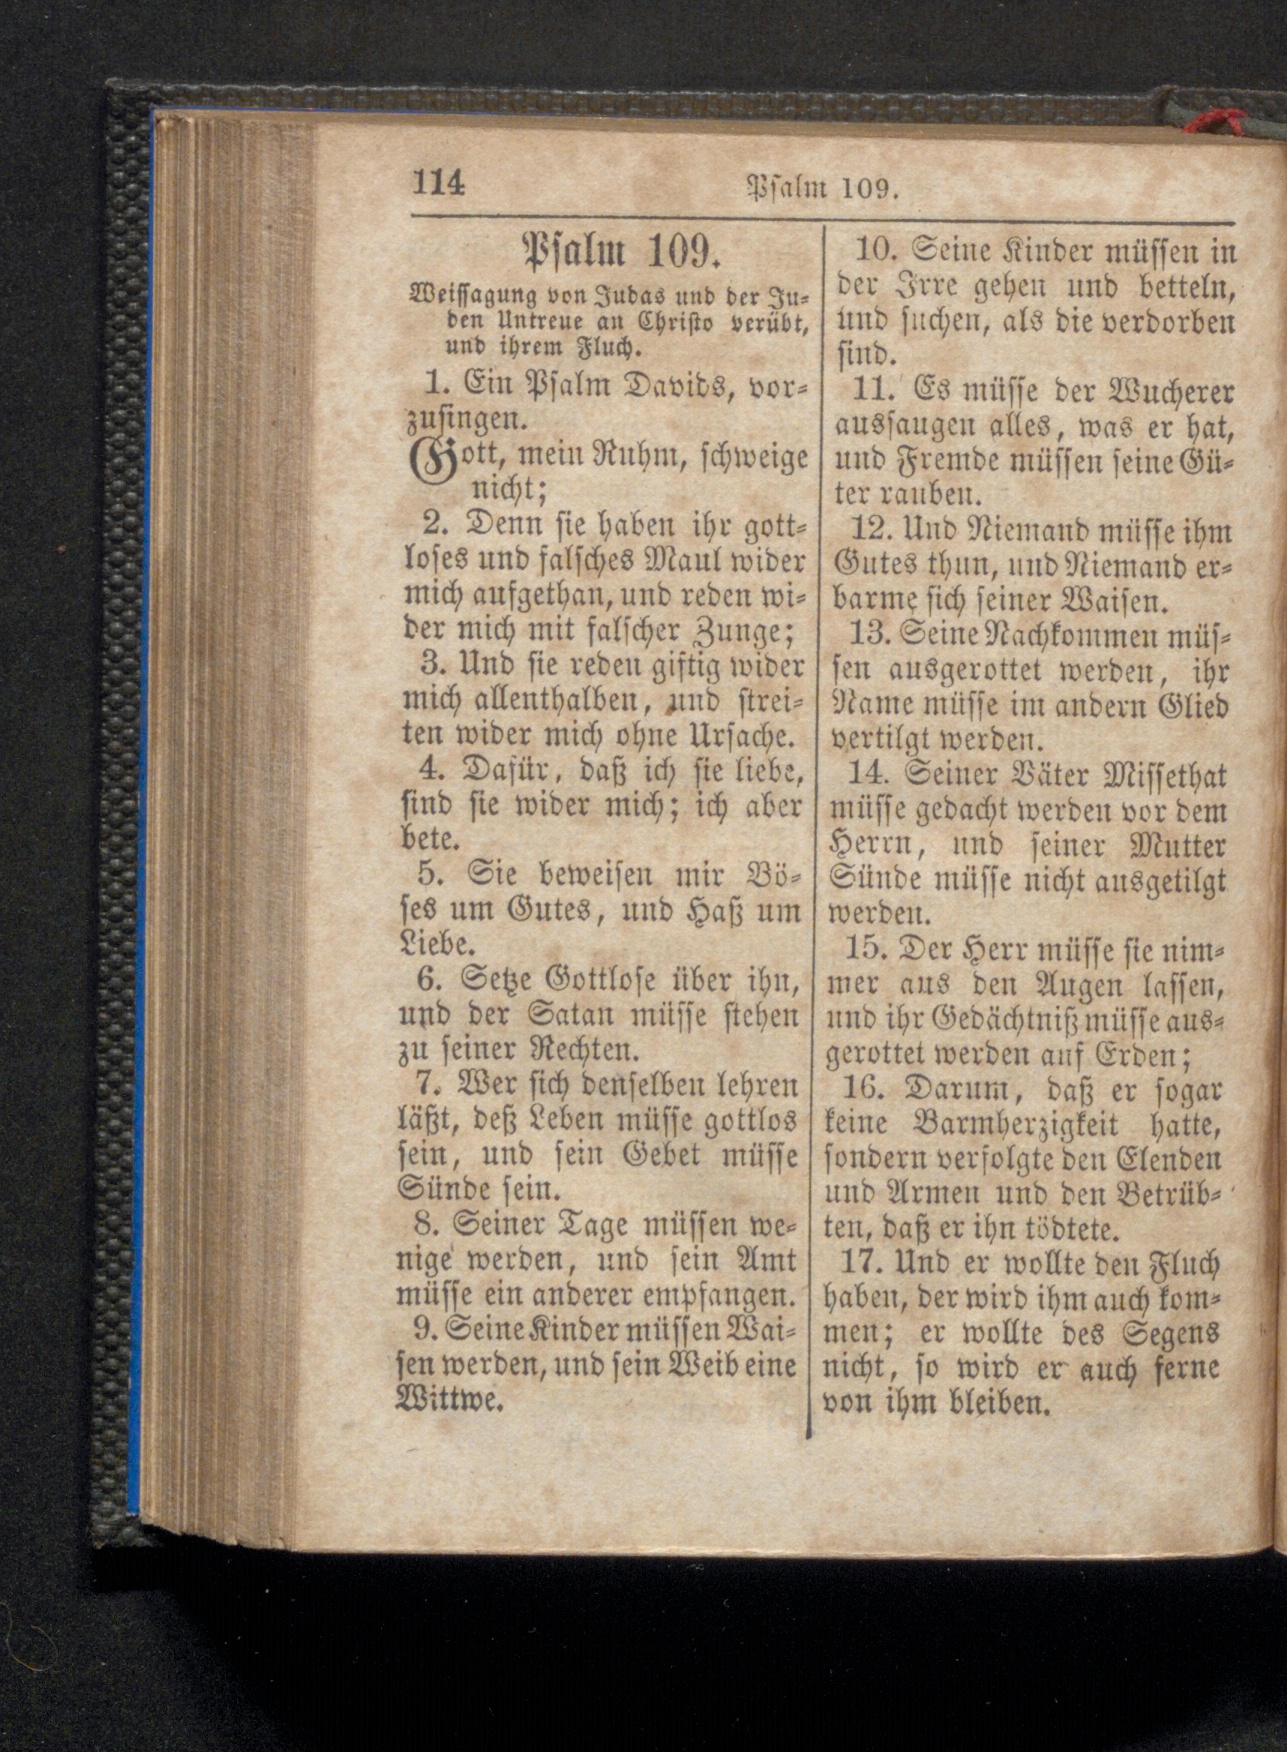 114
Psalm 109.
Psalm 109.
Weissagung von Judas und der Ju-
den Untreue an Christo verübt,
und ihrem Fluch.
1. Ein Psalm Davids, vor-
zusingen.
Gott, mein Ruhm, schweige
nicht;
2. Denn sie haben ihr gott-
loses und falsches Maul wider
mich aufgethan, und reden wi-
der mich mit falscher Zunge;
3. Und sie reden giftig wider
mich allenthalben, und strei-
ten wider mich ohne Ursache.
4. Dafür, daß ich sie liebe,
sind sie wider mich; ich aber
bete.
5. Sie beweisen mir Bö-
ses um Gutes, und Haß um
Liebe.
6. Setze Gottlose über ihn,
und der Satan müsse stehen
zu seiner Rechten.
7. Wer sich denselben lehren
läßt, deß Leben müsse gottlos
sein, und sein Gebet müsse
Sünde sein.
8. Seiner Tage müssen we-
nige werden, und sein Amt
müsse ein anderer empfangen.
9. Seine Kinder müssen Wai-
sen werden, und sein Weib eine
Wittwe.
10. Seine Kinder müssen in
der Irre gehen und betteln,
und suchen, als die verdorben
sind.
11. Es müsse der Wucherer
aussaugen alles, was er hat,
und Fremde müssen seine Gü-
ter rauben.
12. Und Niemand müsse ihm
Gutes thun, und Niemand er-
barme sich seiner Waisen.
13. Seine Nachkommen müs-
sen ausgerottet werden, ihr
Name müsse im andern Glied
vertilgt werden.
14. Seiner Väter Missethat
müsse gedacht werden vor dem
Herrn, und seiner Mutter
Sünde müsse nicht ausgetilgt
werden.
15. Der Herr müsse sie nim-
mer aus den Augen lassen,
und ihr Gedächtniß müsse aus-
gerottet werden auf Erden;
16. Darum, daß er sogar
keine Barmherzigkeit hatte,
sondern verfolgte den Elenden
und Armen und den Betrüb-
ten, daß er ihn tödtete.
17. Und er wollte den Fluch
haben, der wird ihm auch kom-
men; er wollte des Segens
nicht, so wird er auch ferne
von ihm bleiben.